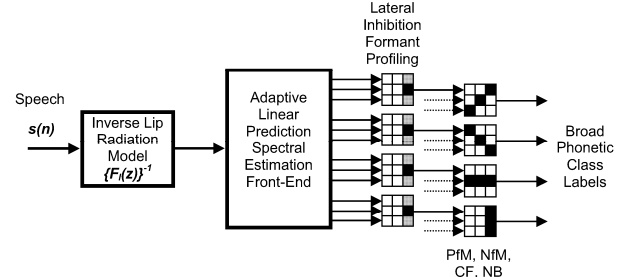 Lateral
Inhibition
Formant
Profiling
Speech
s(n)
Inverse Lip
Radiation
Model
{Fₗ(z)}⁻¹
Adaptive
Linear
Prediction
Spectral
Estimation
Front-End
Broad
Phonetic
Class
Labels
PfM, NfM,
CF, NB